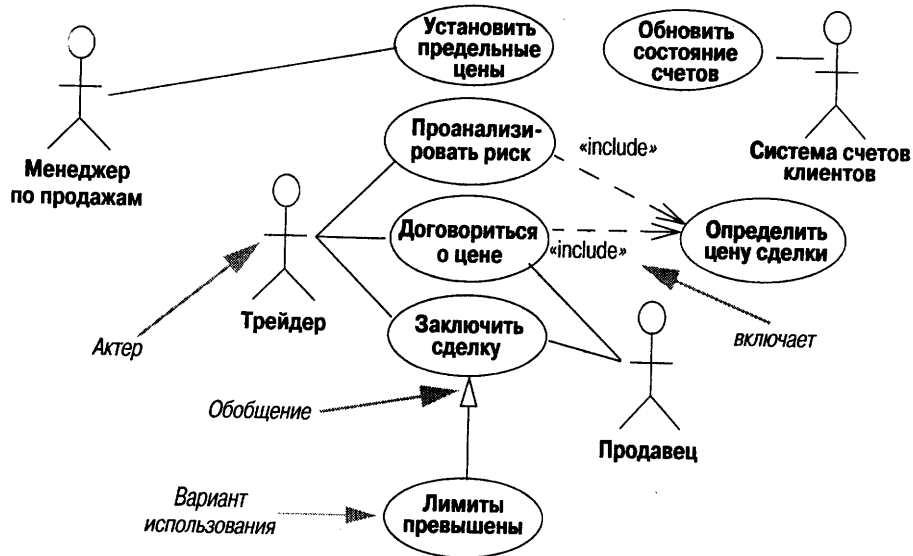 Установить
предельные
цены
Обновить
состояние
счетов
Менеджер
по продажам
Проанализи-
ровать риск
«include»
Система счетов
клиентов
Договориться
о цене
«include»
Определить
цену сделки
Трейдер
Актер
Заключить
сделку
включает
Обобщение
Продавец
Вариант
использования
Лимиты
превышены